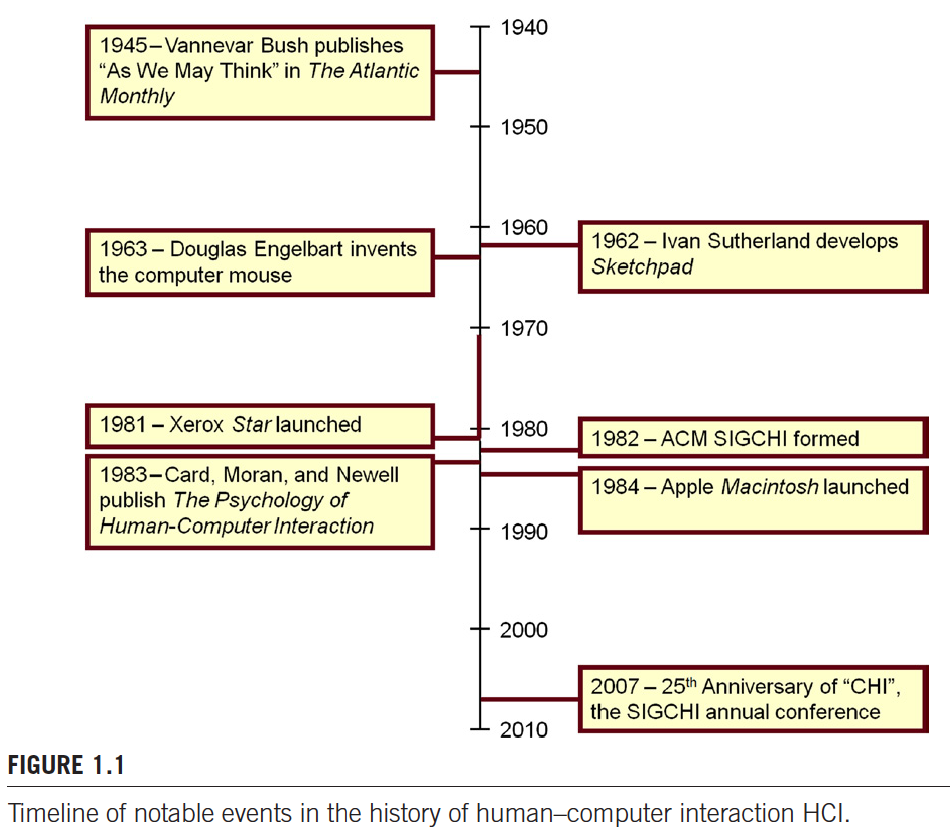 1940
1945–Vannevar Bush publishes
“As We May Think” in The Atlantic
Monthly
1950
1960
1963– Douglas Engelbart invents
the computer mouse
1962 – Ivan Sutherland develops
Sketchpad
1970
1981 – Xerox Star launched
1980
1982 – ACM SIGCHI formed
1983–Card, Moran, and Newell
publish The Psychology of
Human-Computer Interaction
1984 – Apple Macintosh launched
1990
2000
2007 – 25th Anniversary of “CHI”,
the SIGCHI annual conference
2010
FIGURE 1.1
Timeline of notable events in the history of human–computer interaction HCI.